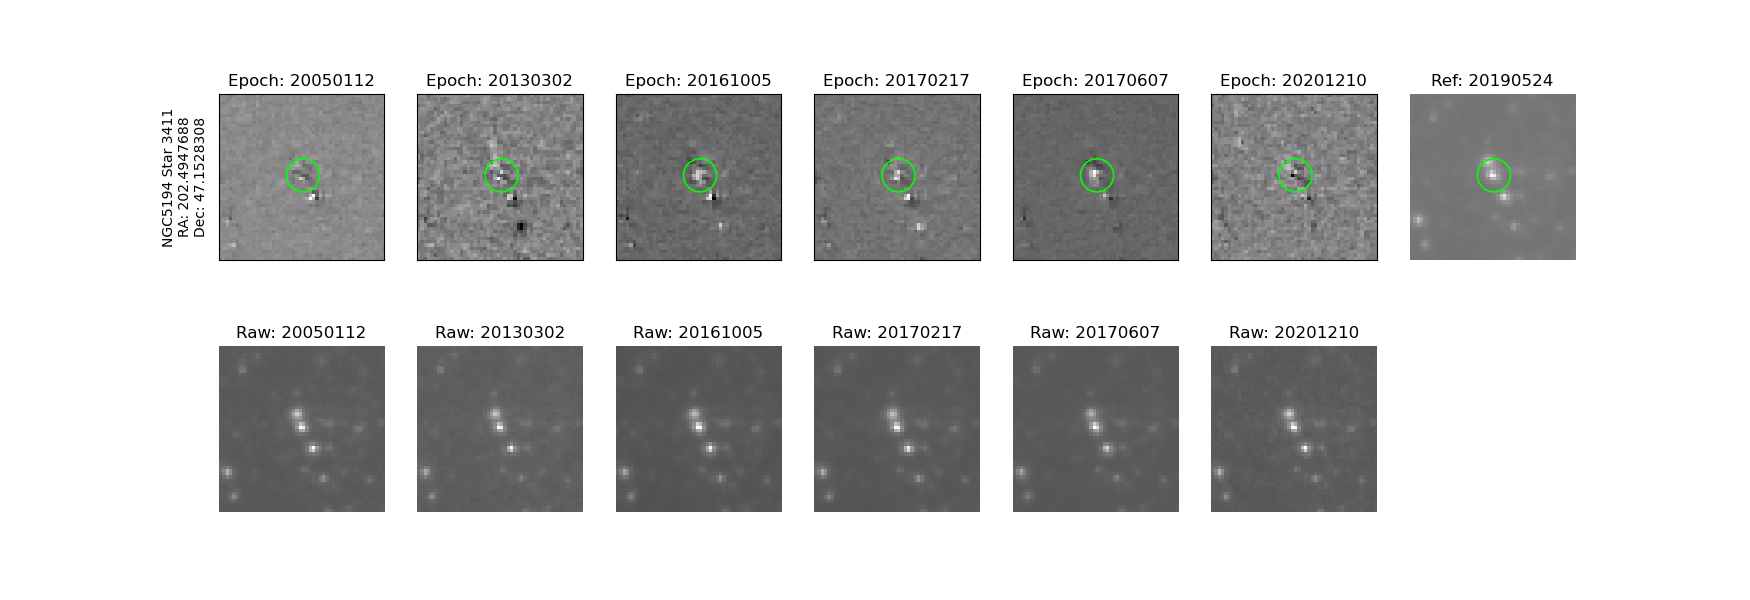 Epoch: 20050112
Epoch: 20130302
Epoch: 20161005
Epoch: 20170217
Epoch: 20170607
Epoch: 20201210
Ref: 20190524
NGC5194 Star 3411
RA: 202.4947688
Dec: 47.1528308
Raw: 20050112
Raw: 20130302
Raw: 20161005
Raw: 20170217
Raw: 20170607
Raw: 20201210